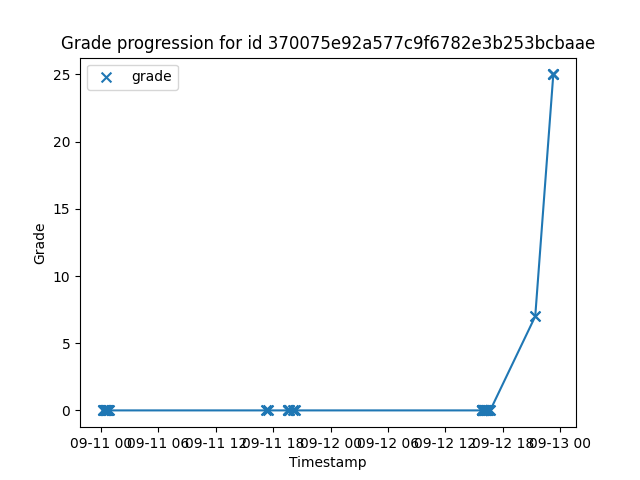 Grade progression for id 370075e92a577c9f6782e3b253bcbaae
grade
25
20
15
10
5
0
Grade
09-11 00 09-11 06 09-11 12 09-11 18 09-12 00 09-12 06 09-12 12 09-12 18 09-13 00
Timestamp